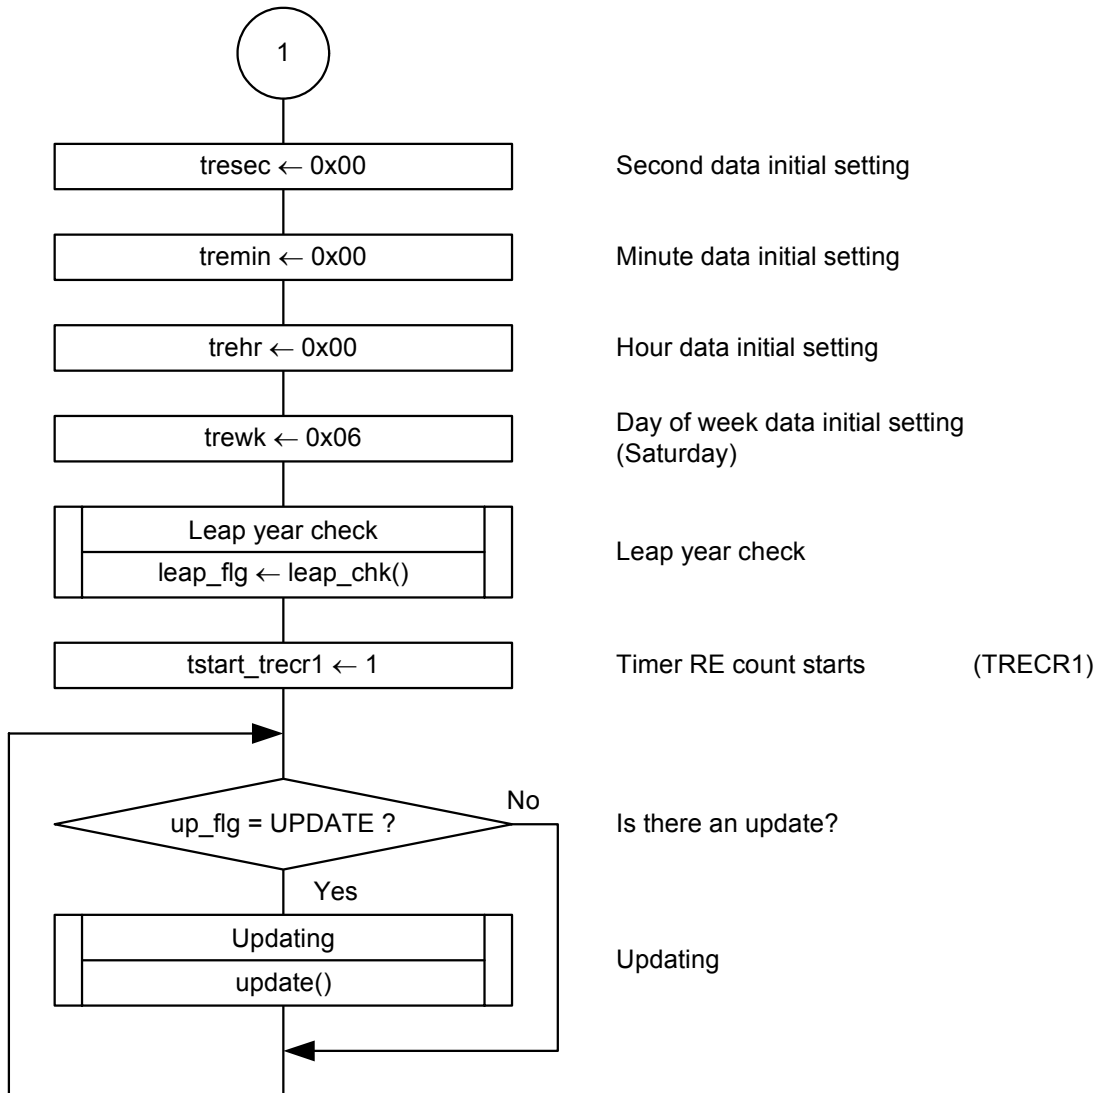 1
tresec ← 0x00
Second data initial setting
tremin ← 0x00
Minute data initial setting
trehr ← 0x00
Hour data initial setting
trewk ← 0x06
Day of week data initial setting
(Saturday)
Leap year check
leap_flg ← leap_chk()
Leap year check
tstart_trecr1 ← 1
Timer RE count starts (TRECR1)
up_flg = UPDATE ?
No
Is there an update?
Yes
Updating
update()
Updating